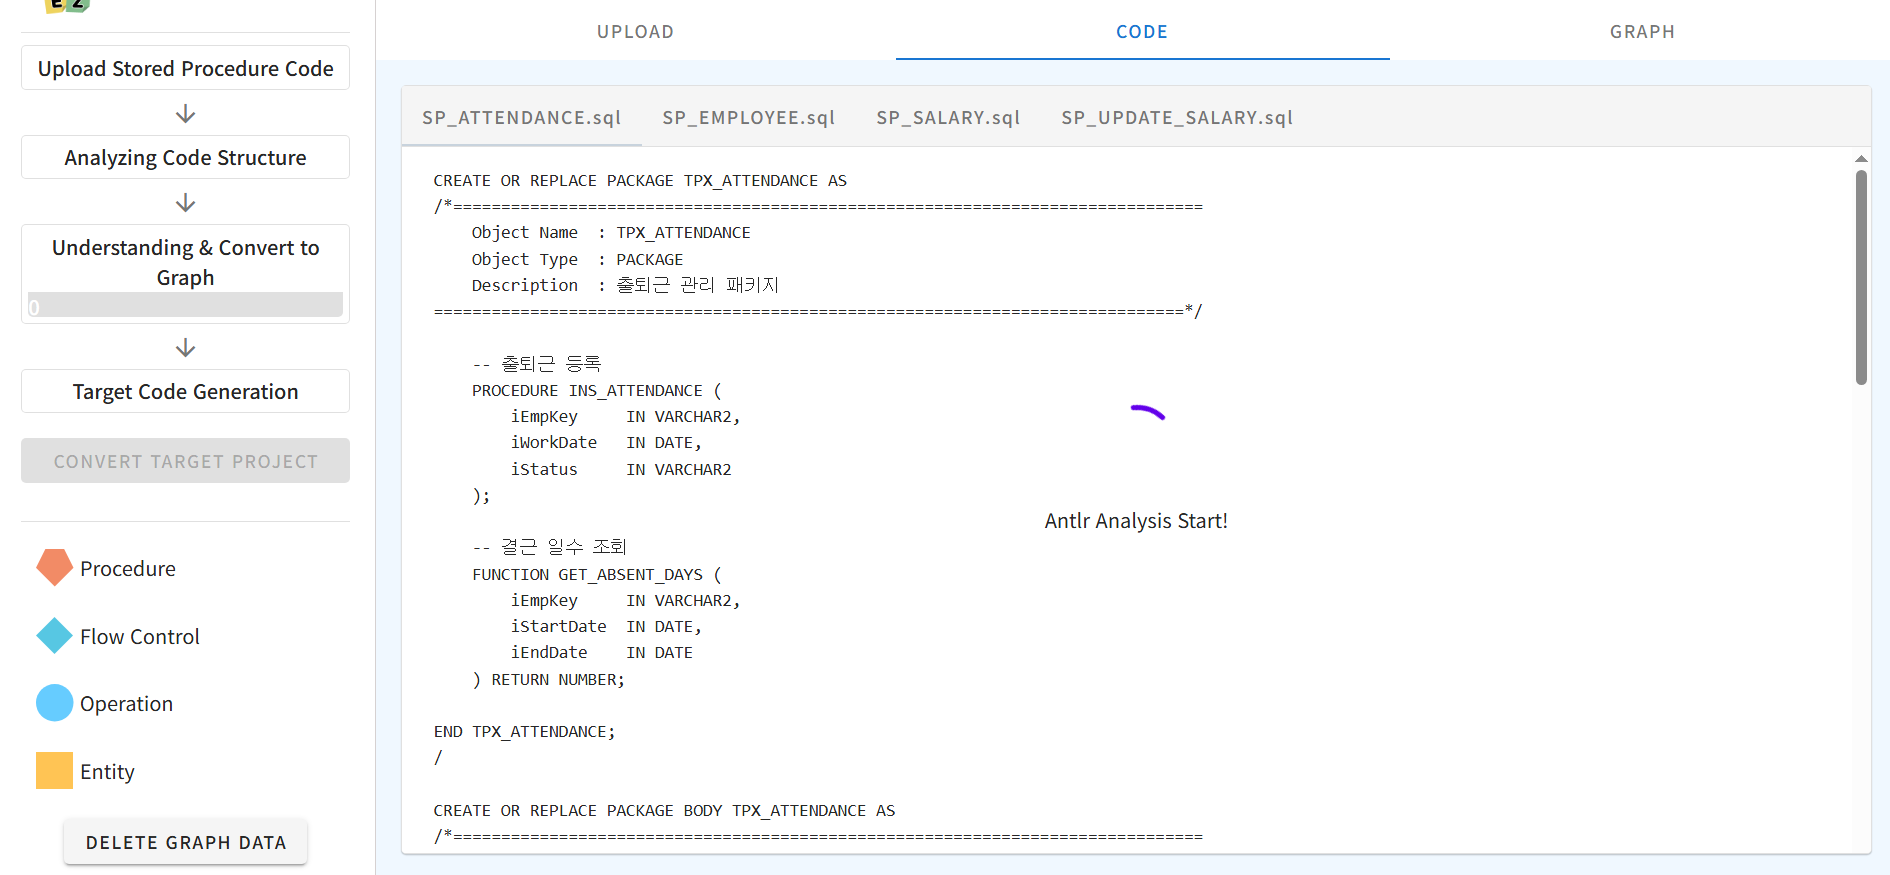 EZ
Upload Stored Procedure Code
Analyzing Code Structure
Understanding & Convert to
Graph
0
Target Code Generation
CONVERT TARGET PROJECT
Procedure
Flow Control
Operation
Entity
DELETE GRAPH DATA
UPLOAD
CODE
GRAPH
SP_ATTENDANCE.sql
SP_EMPLOYEE.sql
SP_SALARY.sql
SP_UPDATE_SALARY.sql
CREATE OR REPLACE PACKAGE TPX_ATTENDANCE AS
/*==============================================================================
    Object Name  : TPX_ATTENDANCE
    Object Type  : PACKAGE
    Description  : 출퇴근 관리 패키지
==============================================================================*/
    -- 출퇴근 등록
    PROCEDURE INS_ATTENDANCE (
        iEmpKey     IN VARCHAR2,
        iWorkDate   IN DATE,
        iStatus     IN VARCHAR2
    );
    -- 결근 일수 조회
    FUNCTION GET_ABSENT_DAYS (
        iEmpKey     IN VARCHAR2,
        iStartDate  IN DATE,
        iEndDate    IN DATE
    ) RETURN NUMBER;
END TPX_ATTENDANCE;
/
CREATE OR REPLACE PACKAGE BODY TPX_ATTENDANCE AS
/*==============================================================================
Antlr Analysis Start!